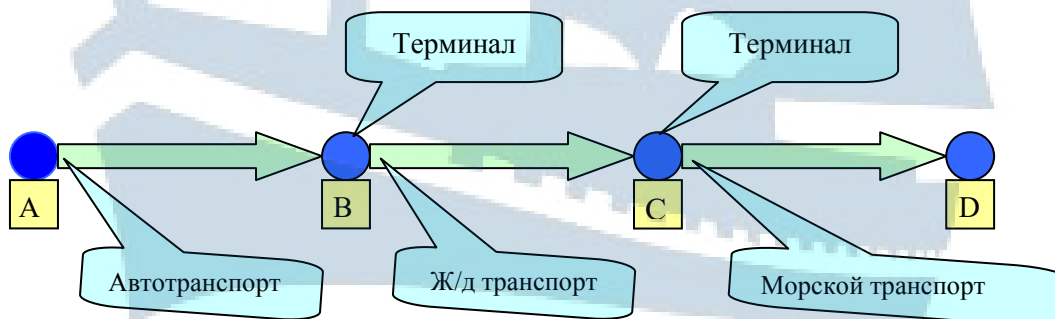 Терминал
Терминал
A
B
C
D
Автотранспорт
Ж/д транспорт
Морской транспорт